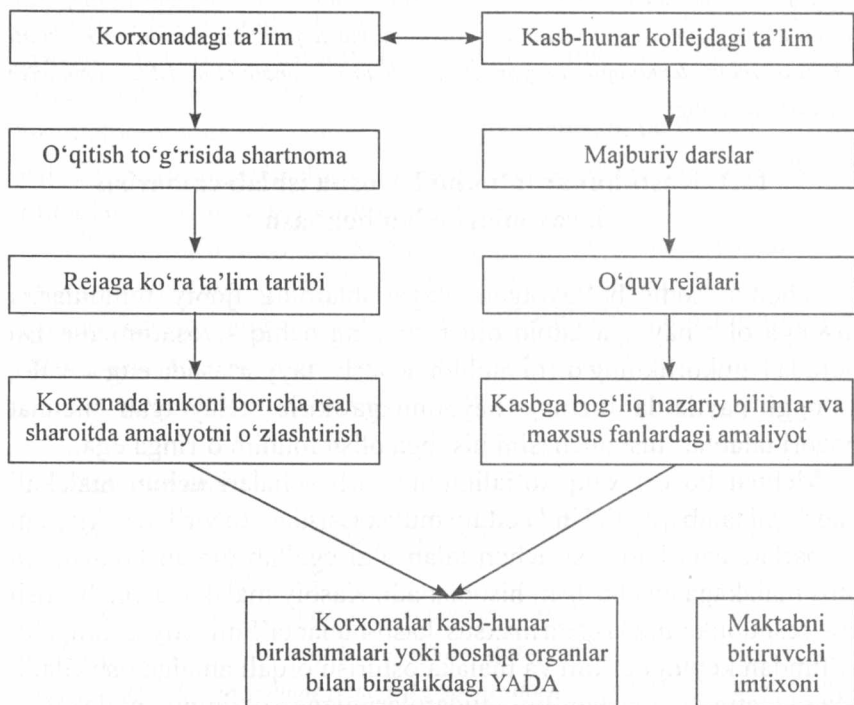 Korxonadagi ta’lim
Kasb-hunar kollejdagi ta’lim
O‘qitish to‘g‘risida shartnoma
Majburiy darslar
Rejaga ko‘ra ta’lim tartibi
O‘quv rejalari
Korxonada imkoni boricha real
sharoitda amaliyotni o‘zlashtirish
Kasbga bog‘liq nazariy bilimlar va
maxsus fanlardagi amaliyot
Korxonalar kasb-hunar
birlashmalari yoki boshqa organlar
bilan birgalikdagi YADA
Maktabni
bitiruvchi
imtixoni